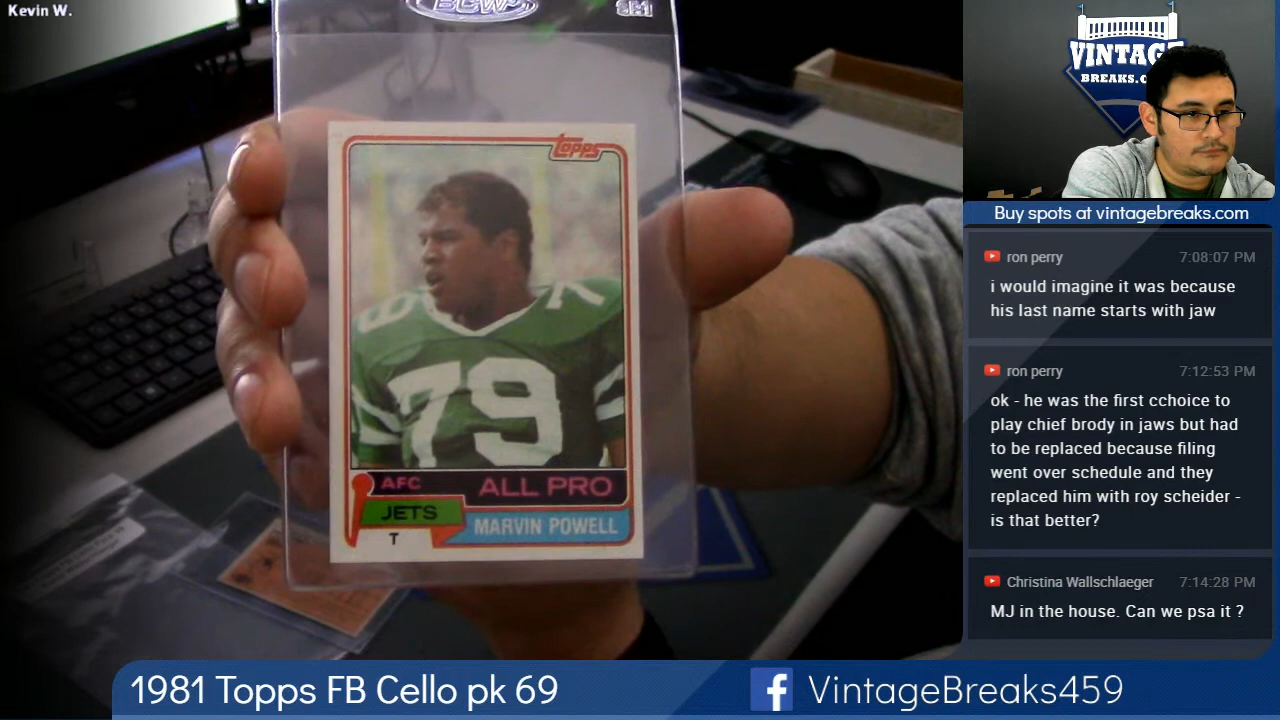 Kevin W.
BCW
SR1
topps
79
79
AFC ALL PRO
JETS
MARVIN POWELL
T
VINTAGE
BREAKS.C
Buy spots at vintagebreaks.com
ron perry 7:08:07 PM
i would imagine it was because
his last name starts with jaw
ron perry 7:12:53 PM
ok - he was the first cchoice to
play chief brody in jaws but had
to be replaced because filing
went over schedule and they
replaced him with roy scheider -
is that better?
Christina Wallschlaeger 7:14:28 PM
MJ in the house. Can we psa it ?
1981 Topps FB Cello pk 69
f VintageBreaks459